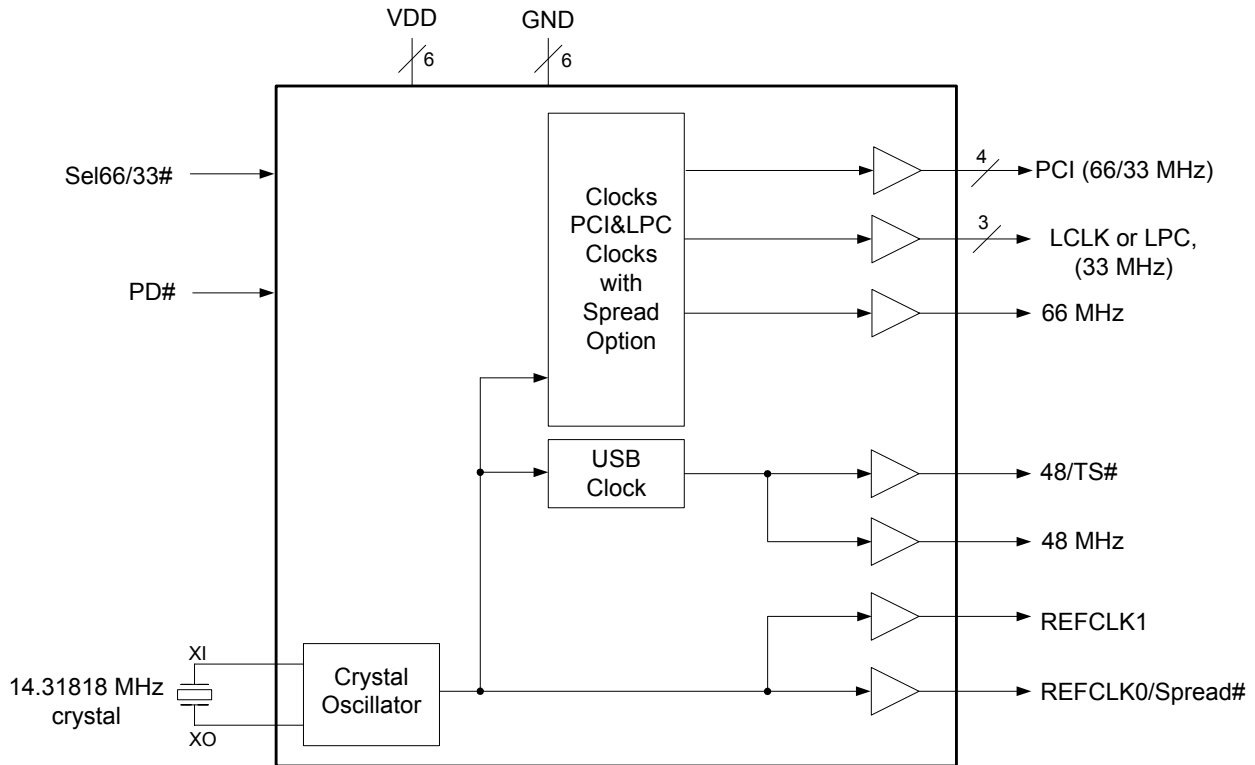 VDD
GND
6
6
Sel66/33#
PD#
Clocks
PCI&LPC
Clocks
with
Spread
Option
4
PCI (66/33 MHz)
3
LCLK or LPC,
(33 MHz)
66 MHz
USB
Clock
48/TS#
48 MHz
REFCLK1
REFCLK0/Spread#
XI
14.31818 MHz
crystal
XO
Crystal
Oscillator